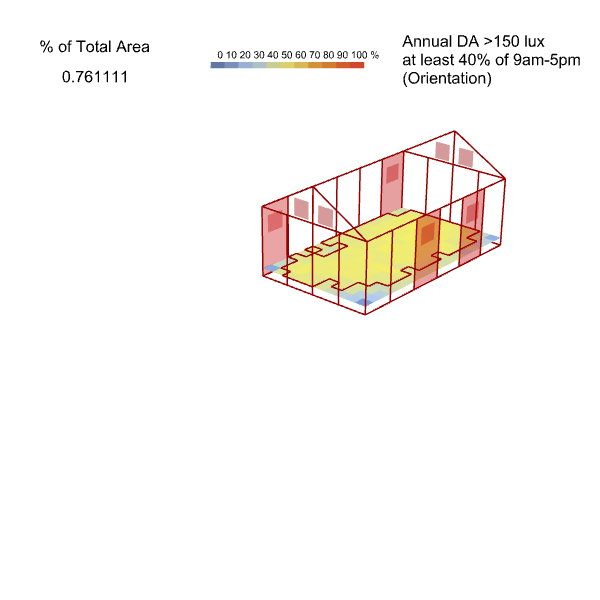 % of Total Area
0.761111
0 10 20 30 40 50 60 70 80 90 100 %
Annual DA >150 lux
at least 40% of 9am-5pm
(Orientation)